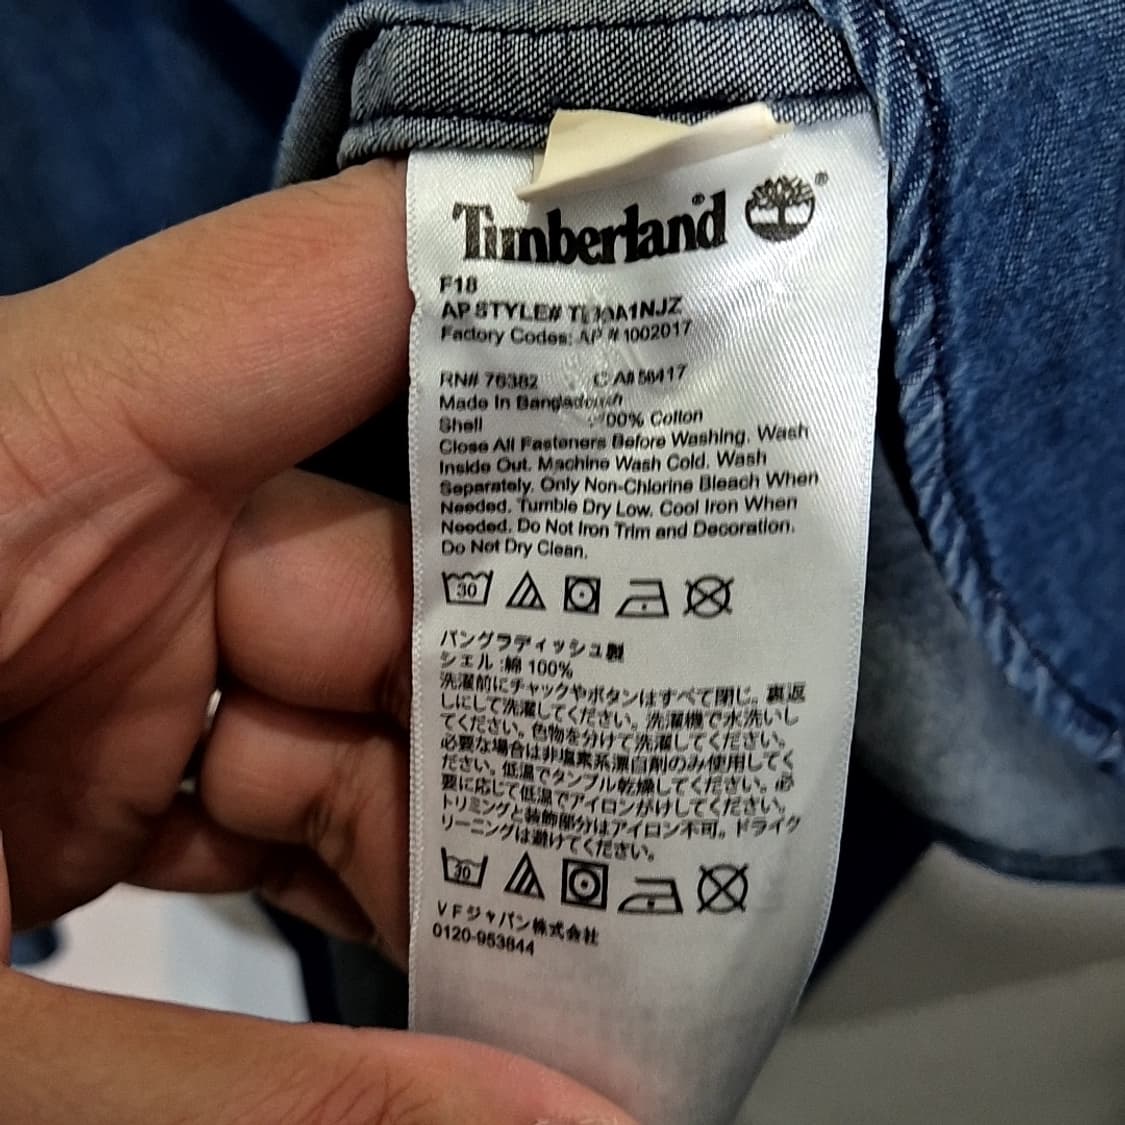 Timberland ®
F18
AP STYLE# A1NJZ
Factory Codes: AP # 1002017
RN# 76382 CA# 56417
Made In Bangladesh
Shell 100% Cotton
Close All Fasteners Before Washing. Wash
Inside Out. Machine Wash Cold. Wash
Separately. Only Non-Chlorine Bleach When
Needed. Tumble Dry Low. Cool Iron When
Needed. Do Not Iron Trim and Decoration.
Do Not Dry Clean.
30
バングラディッシュ製
シェル :綿 100%
洗濯前にチャックやボタンはすべて閉じ。裏返
しにして洗濯してください。洗濯機で水洗いし
てください。色物を分けて洗濯してください。
必要な場合は非塩素系漂白剤のみ使用してく
ださい。低温でタンブル乾燥してください。必
要に応じて低温でアイロンがけしてください。
トリミングと装飾部分はアイロン不可。ドライク
リーニングは避けてください。
30
VFジャパン株式会社
0120-953844